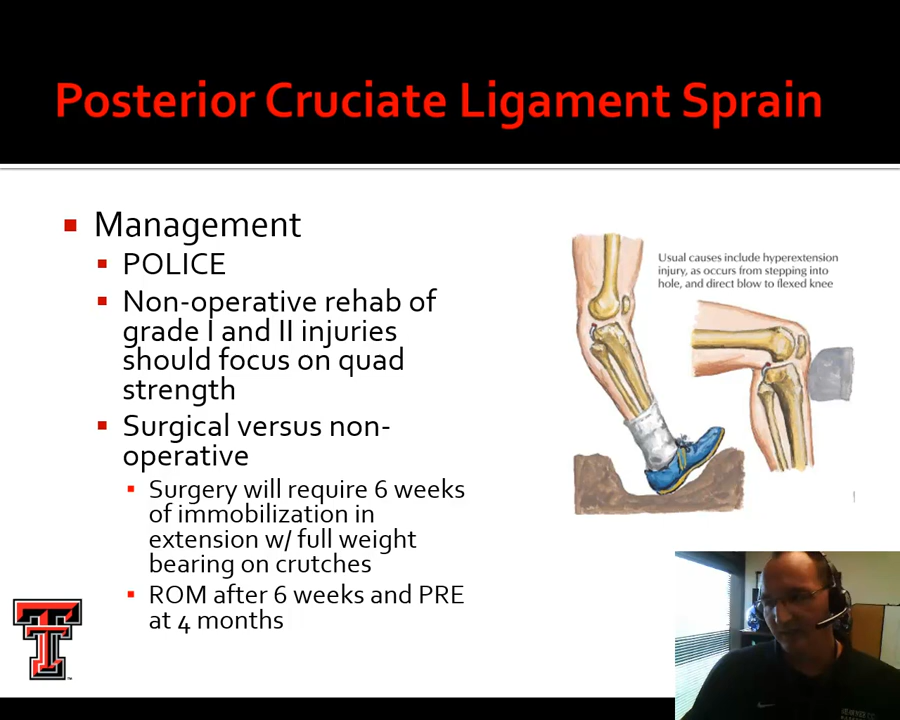 Posterior Cruciate Ligament Sprain
Management
POLICE
Non-operative rehab of
grade I and II injuries
should focus on quad
strength
Surgical versus non-
operative
Surgery will require 6 weeks
of immobilization in
extension w/ full weight
bearing on crutches
ROM after 6 weeks and PRE
at 4 months
Usual causes include hyperextension
injury, as occurs from stepping into
hole, and direct blow to flexed knee